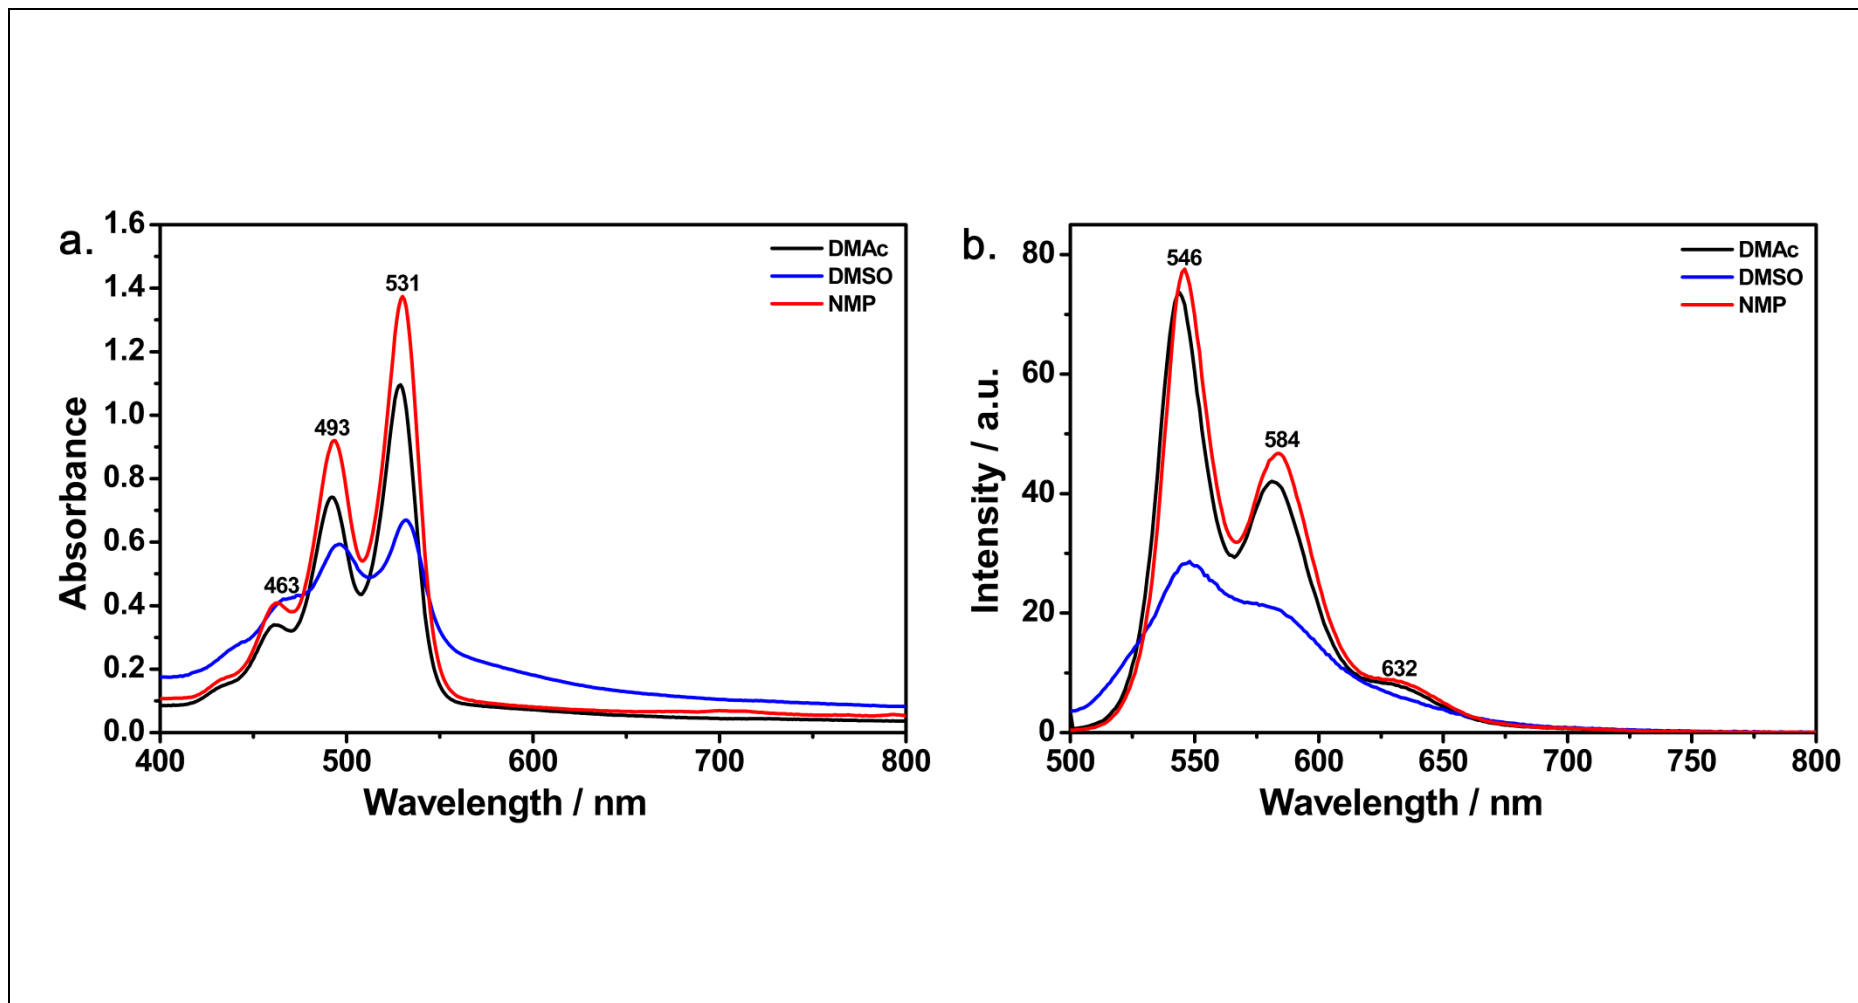 a.
1.6
1.4
1.2
1.0
0.8
0.6
0.4
0.2
0.0
Absorbance
400
500
600
700
800
Wavelength / nm
463
493
531
DMAc
DMSO
NMP
b.
80
60
40
20
0
Intensity / a.u.
500
550
600
650
700
750
800
Wavelength / nm
546
584
632
DMAc
DMSO
NMP